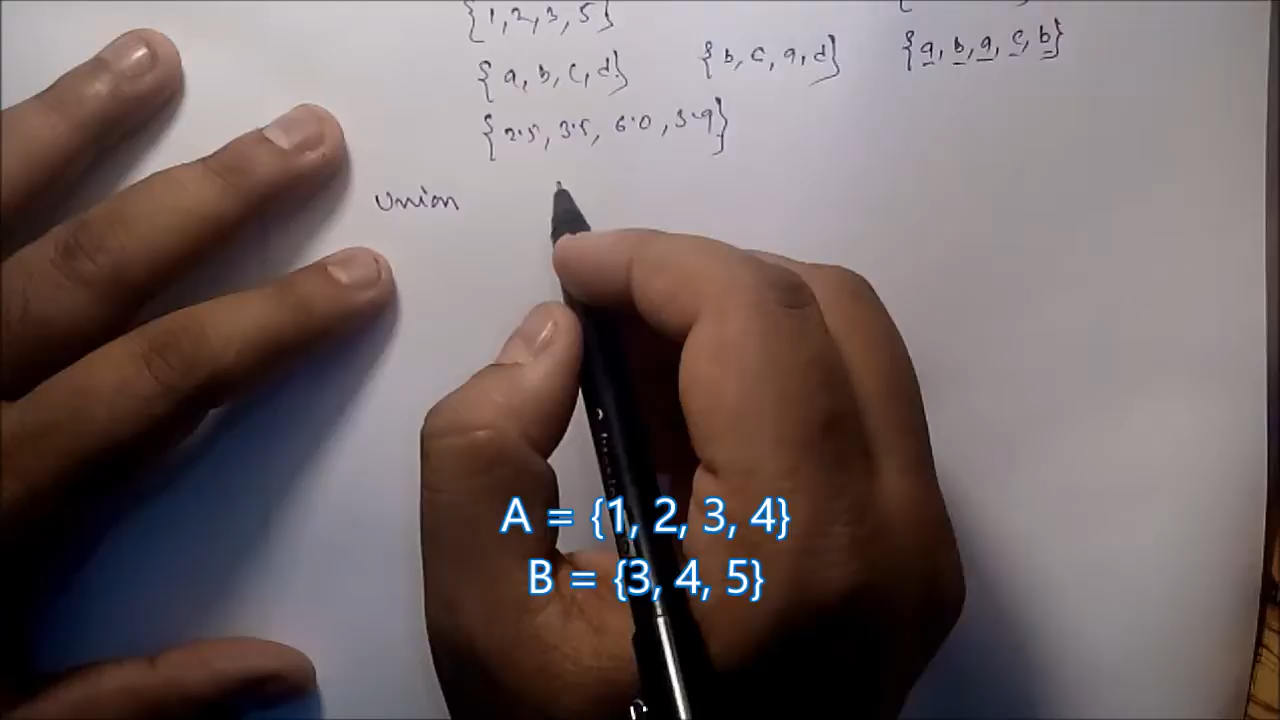 {1,2,3,5}
{a, b, c, d} {b, c, a, d} {a, b, a, c, b}
{2.5, 3.5, 6.0, 3.9}
Union
A = {1, 2, 3, 4}
B = {3, 4, 5}